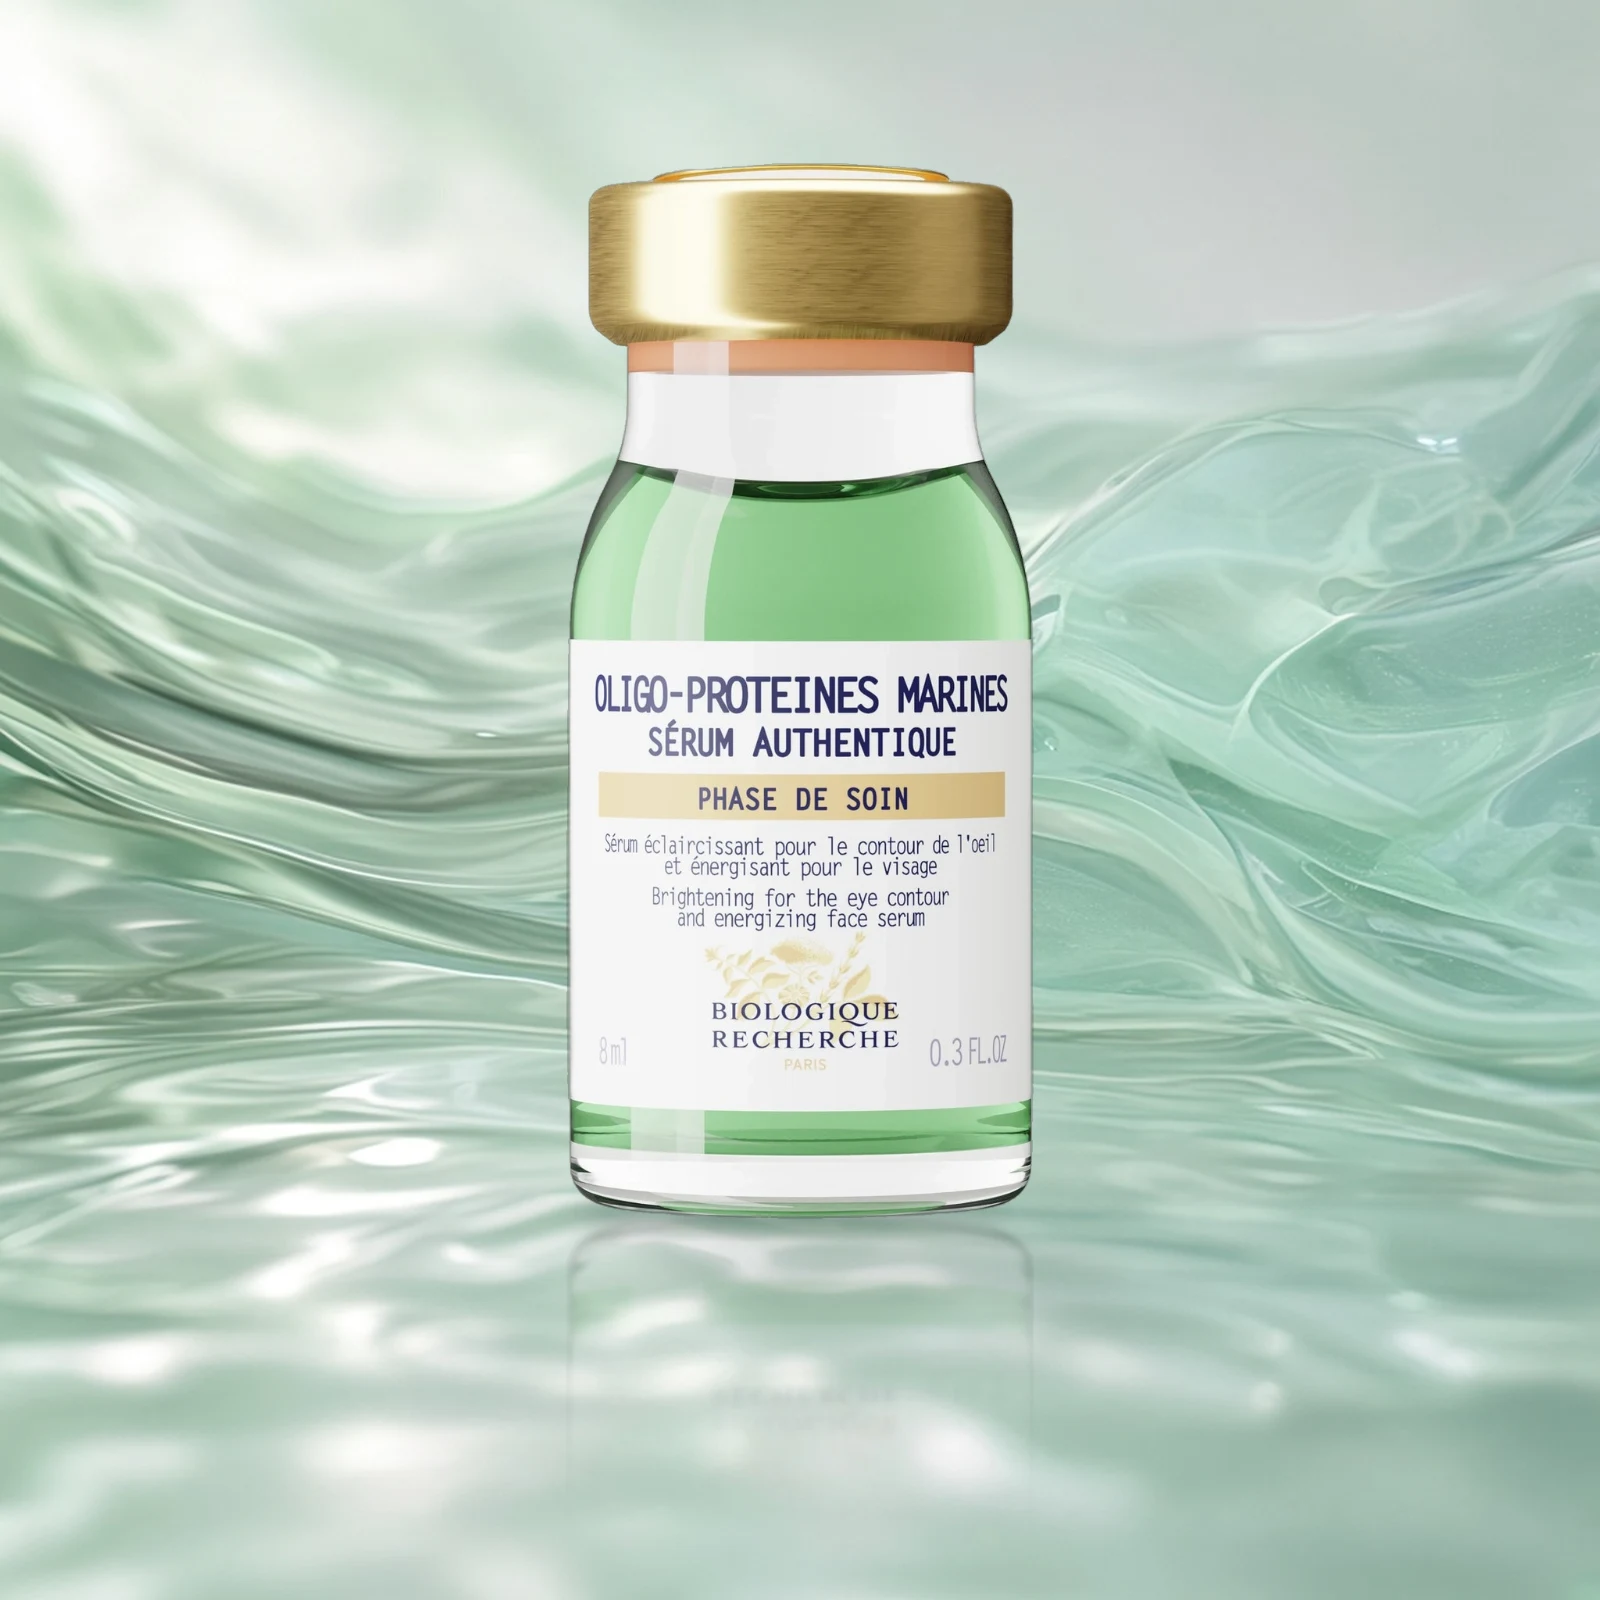 OLIGO-PROTEINES MARINES
SÉRUM AUTHENTIQUE
PHASE DE SOIN
Sérum éclaircissant pour le contour de l'oeil
et énergisant pour le visage
Brightening for the eye contour
and energizing face serum
BIOLOGIQUE
RECHERCHE
PARIS
8ml
0.3 FL.OZ